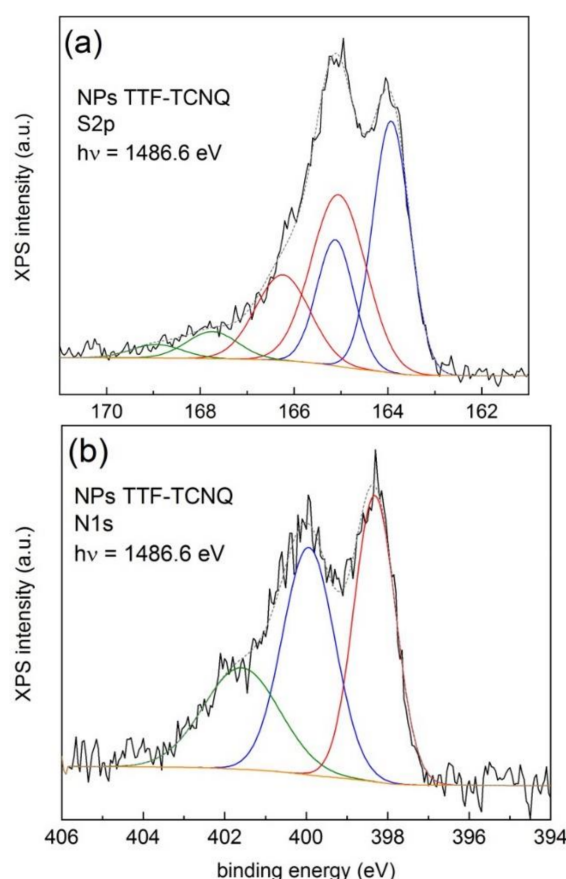 (a)
NPs TTF-TCNQ
S2p
hν = 1486.6 eV
XPS intensity (a.u.)
170 168 166 164 162
(b)
NPs TTF-TCNQ
N1s
hν = 1486.6 eV
XPS intensity (a.u.)
406 404 402 400 398 396 394
binding energy (eV)